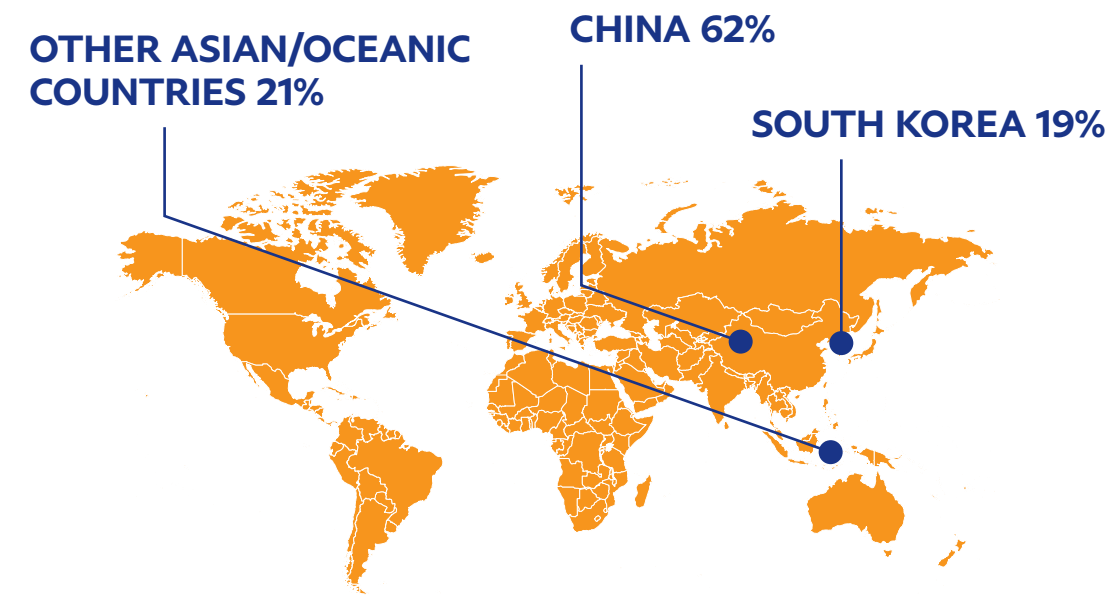 OTHER ASIAN/OCEANIC
COUNTRIES 21%
CHINA 62%
SOUTH KOREA 19%